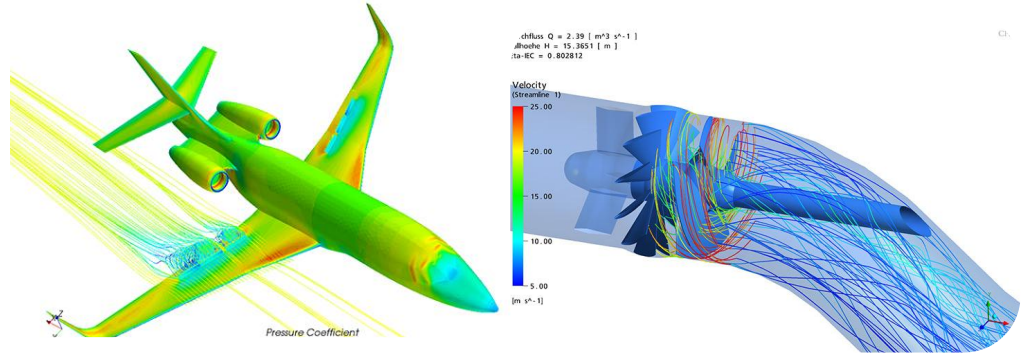 Pressure Coefficient
.chfluss Q = 2.39 [ m^3 s^-1 ]
llhoehe H = 15.3651 [ m ]
ta-IEC = 0.802812
Velocity
(Streamline 1)
25.00
20.00
15.00
10.00
5.00
[m s^-1]